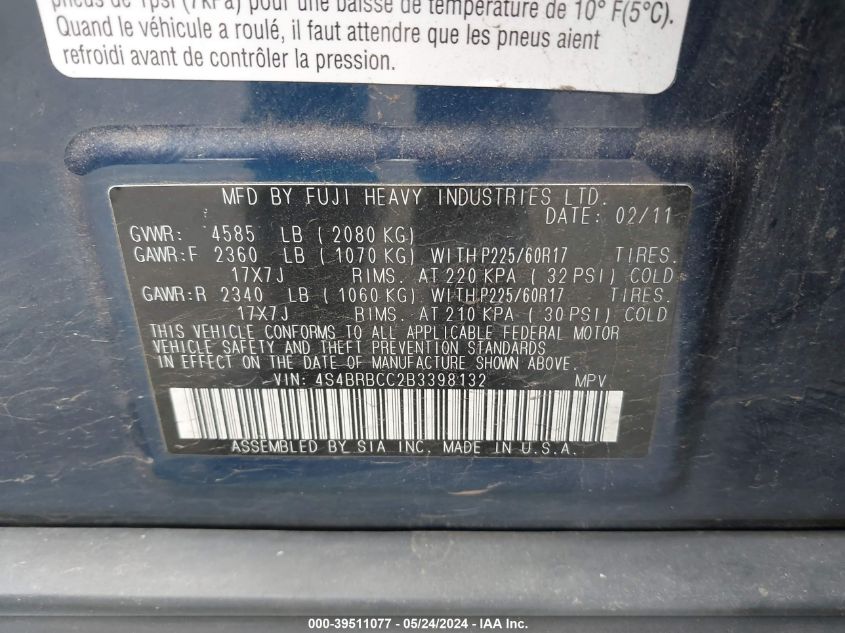 pneus de 1psi (7kPa) pour une baisse de température de 10° F(5°C).
Quand le véhicule a roulé, il faut attendre que les pneus aient
refroidi avant de contrôler la pression.
MFD BY FUJI HEAVY INDUSTRIES LTD.
DATE: 02/11
GVWR: 4585 LB ( 2080 KG)
GAWR:F 2360 LB ( 1070 KG) WITH P225/60R17 TIRES.
17X7J RIMS. AT 220 KPA ( 32 PSI) COLD
GAWR:R 2340 LB ( 1060 KG) WITH P225/60R17 TIRES.
17X7J RIMS. AT 210 KPA ( 30 PSI) COLD
THIS VEHICLE CONFORMS TO ALL APPLICABLE FEDERAL MOTOR
VEHICLE SAFETY AND THEFT PREVENTION STANDARDS
IN EFFECT ON THE DATE OF MANUFACTURE SHOWN ABOVE.
VIN: 4S4BRBCC2B3398132 MPV
ASSEMBLED BY SIA INC. MADE IN U.S.A.
000-39511077 - 05/24/2024 - IAA Inc.